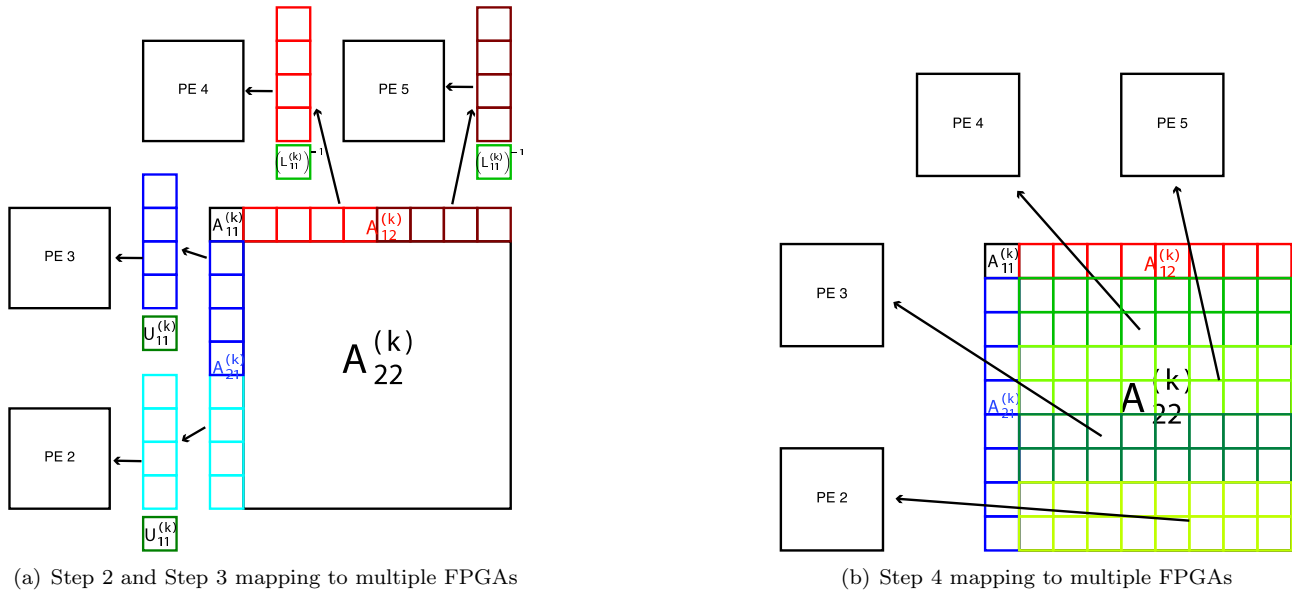 PE 4
PE 5
(L₁₁^(k))⁻¹
(L₁₁^(k))⁻¹
A₁₁^(k)
A₁₂^(k)
PE 3
U₁₁^(k)
A₂₂^(k)
A₂₁^(k)
PE 2
U₁₁^(k)
(a) Step 2 and Step 3 mapping to multiple FPGAs
PE 4
PE 5
A₁₁^(k)
A₁₂^(k)
PE 3
A₂₂^(k)
A₂₁^(k)
PE 2
(b) Step 4 mapping to multiple FPGAs